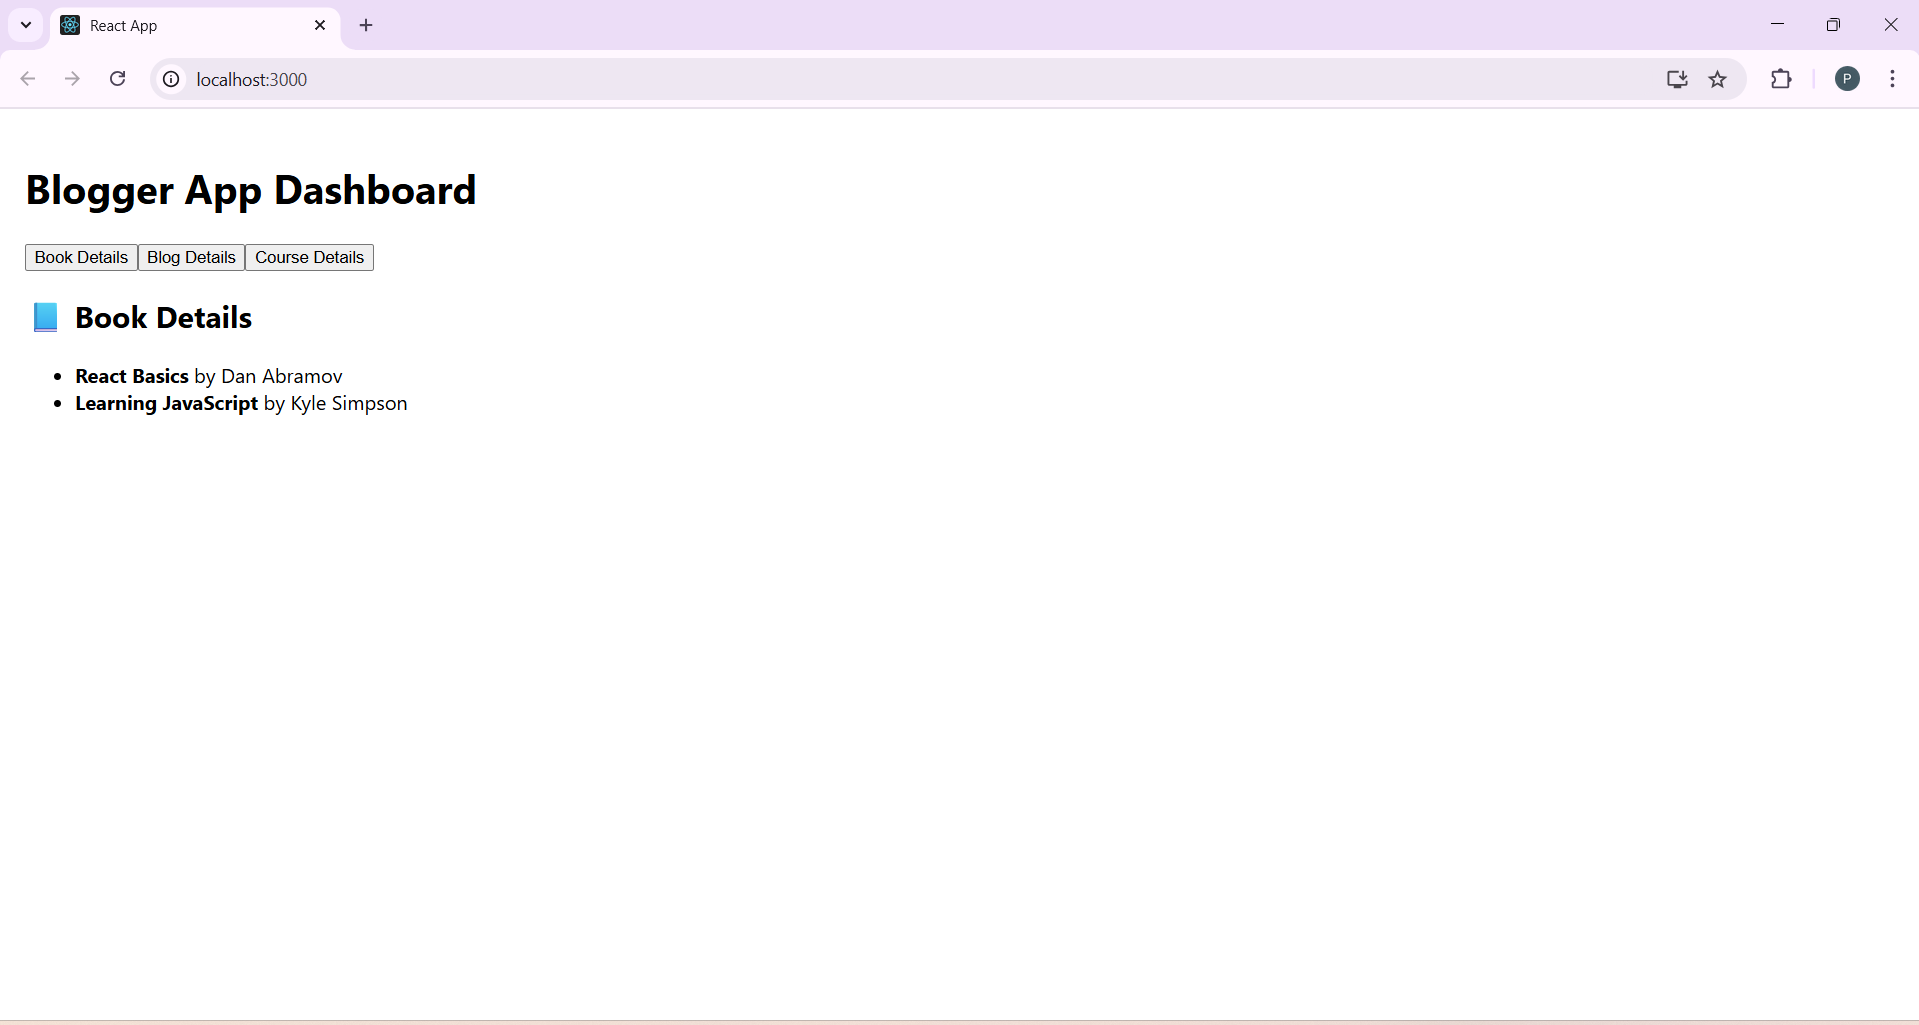 React App
localhost:3000
P
Blogger App Dashboard
Book Details Blog Details Course Details
📘 Book Details
• React Basics by Dan Abramov
• Learning JavaScript by Kyle Simpson